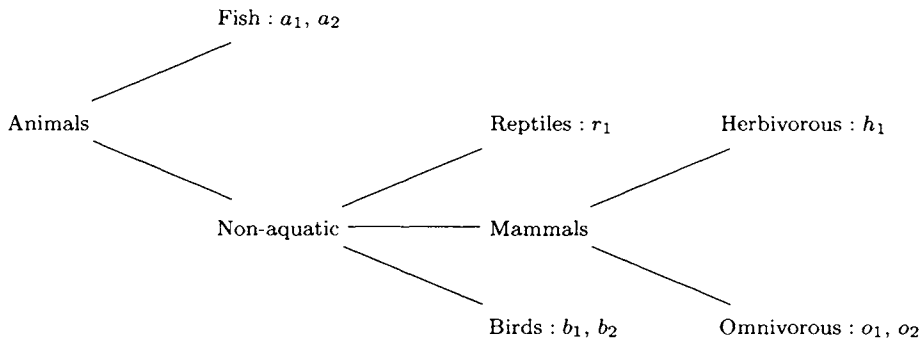 Fish : a₁, a₂
Animals
Reptiles : r₁
Herbivorous : h₁
Non-aquatic
Mammals
Birds : b₁, b₂
Omnivorous : o₁, o₂